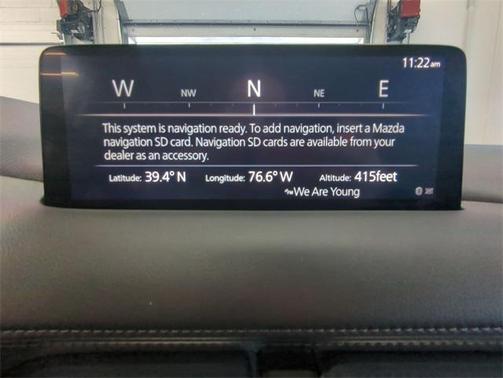 11:22am
W NW N NE E
This system is navigation ready. To add navigation, insert a Mazda
navigation SD card. Navigation SD cards are available from your
dealer as an accessory.
Latitude: 39.4° N Longitude: 76.6° W Altitude: 415feet
We Are Young